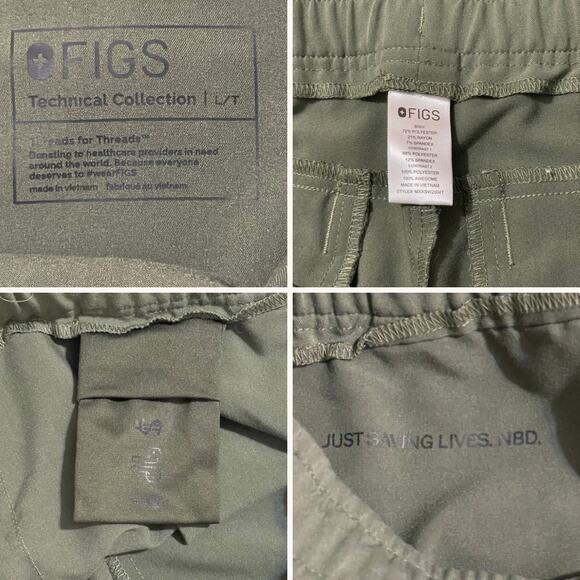 FIGS
Technical Collection | L/T
Threads for Threads™
Donating to healthcare providers in need
around the world. Because everyone
deserves to #wearFIGS
made in vietnam fabriqué au vietnam
FIGS
BODY
72% POLYESTER
21% RAYON
7% SPANDEX
CONTRAST 1
88% POLYESTER
12% SPANDEX
CONTRAST 2
100% POLYESTER
100% AWESOME
MADE IN VIETNAM
JUST SAVING LIVES. NBD.